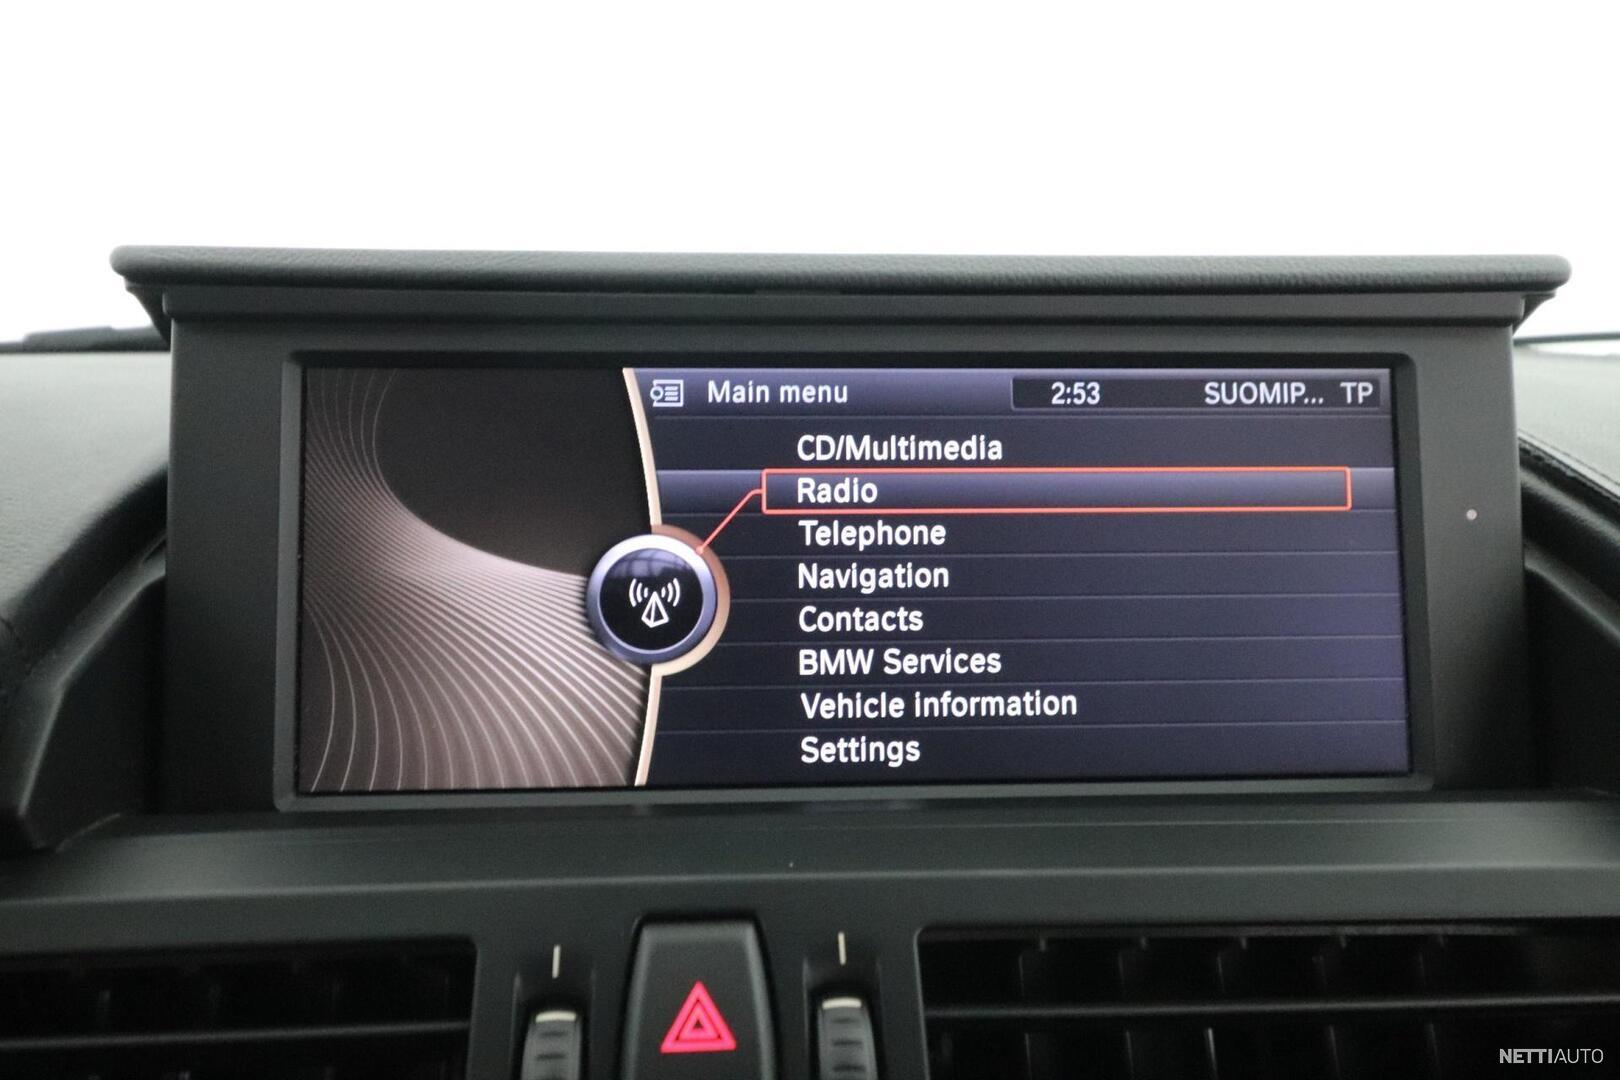 Main menu 2:53 SUOMIP... TP
CD/Multimedia
Radio
Telephone
Navigation
Contacts
BMW Services
Vehicle information
Settings
NETTIAUTO